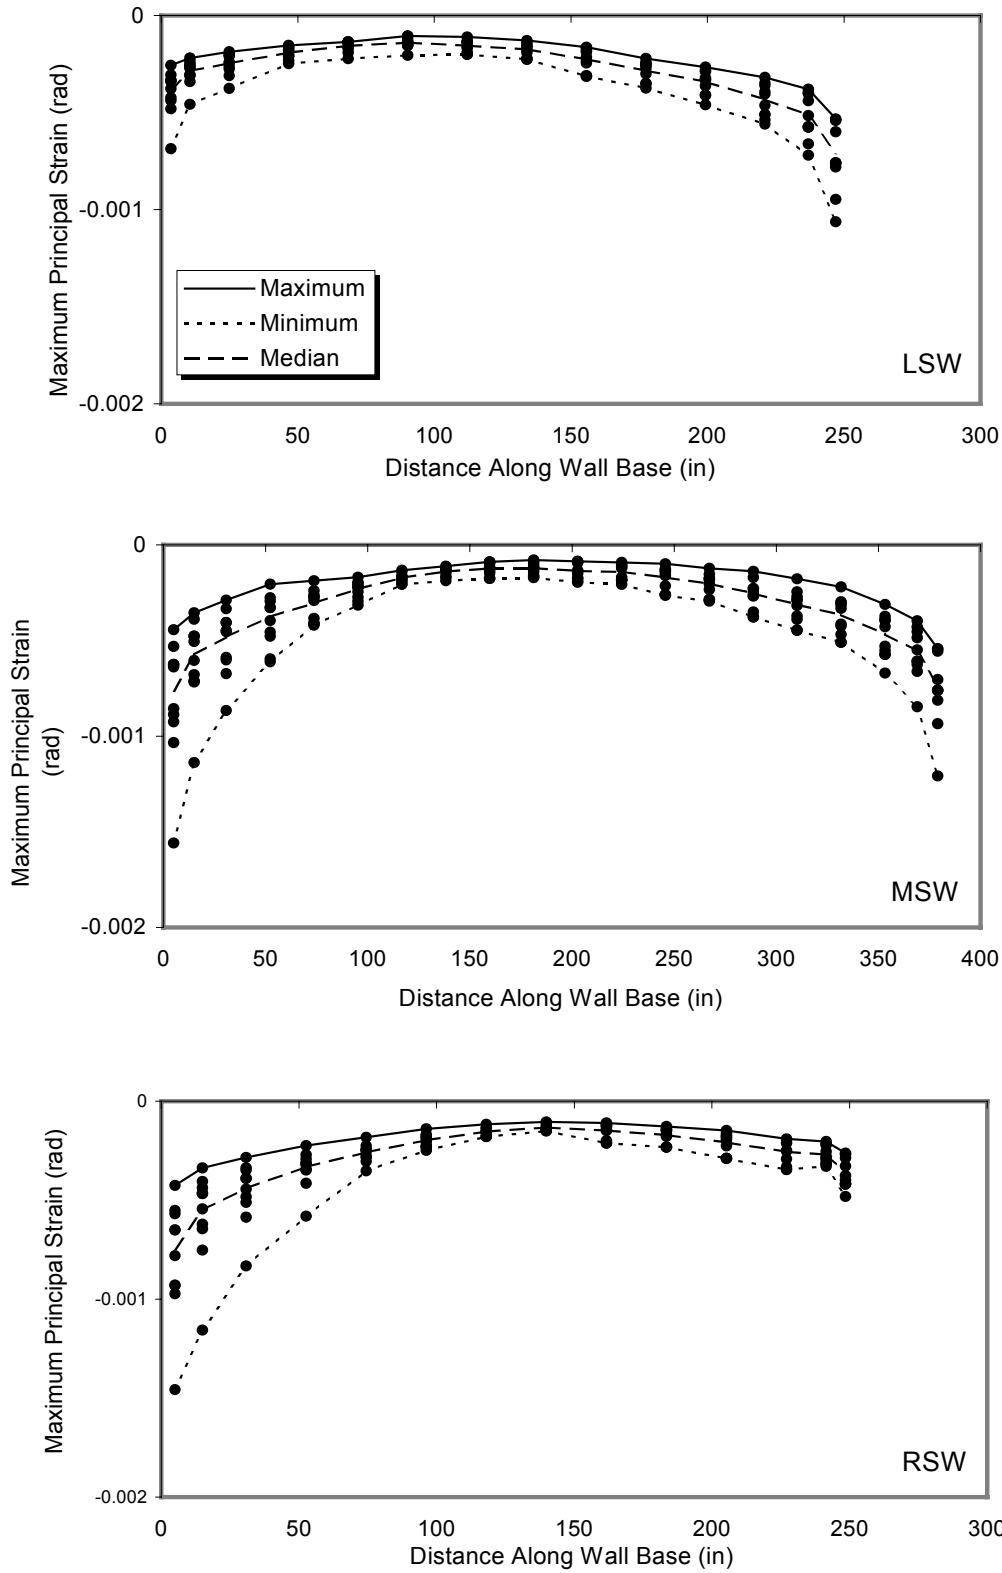 0
-0.001
-0.002
Maximum Principal Strain (rad)
Maximum
Minimum
Median
LSW
0 50 100 150 200 250 300
Distance Along Wall Base (in)
0
-0.001
-0.002
Maximum Principal Strain
(rad)
MSW
0 50 100 150 200 250 300 350 400
Distance Along Wall Base (in)
0
-0.001
-0.002
Maximum Principal Strain (rad)
RSW
0 50 100 150 200 250 300
Distance Along Wall Base (in)